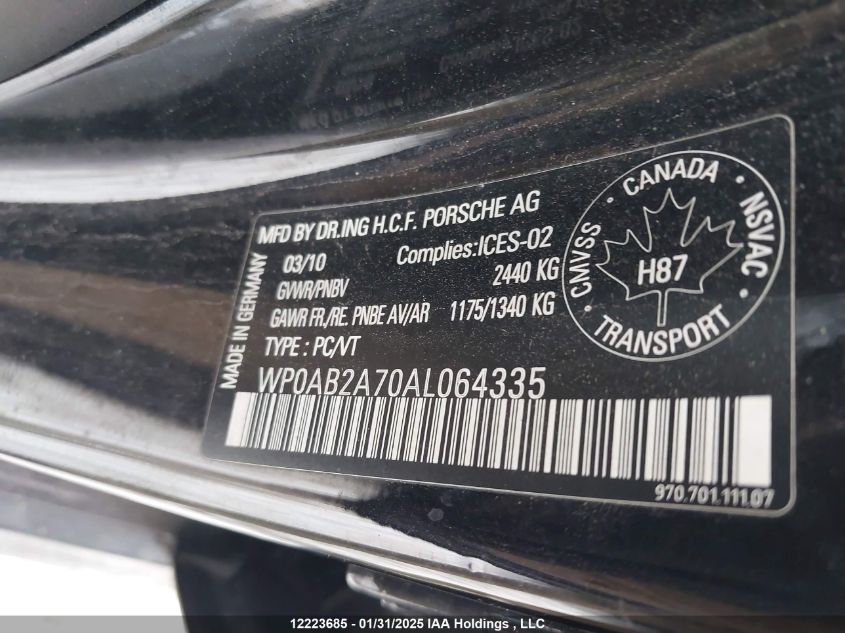 MFD BY DR.ING H.C.F. PORSCHE AG
03/10 Complies:ICES-02
GVWR/PNBV 2440 KG
GAWR FR./RE. PNBE AV/AR 1175/1340 KG
TYPE : PC/VT
WP0AB2A70AL064335
MADE IN GERMANY
CANADA
CMVSS • NSVAC
H87
TRANSPORT
970.701.111.07
12223685 - 01/31/2025 IAA Holdings , LLC.